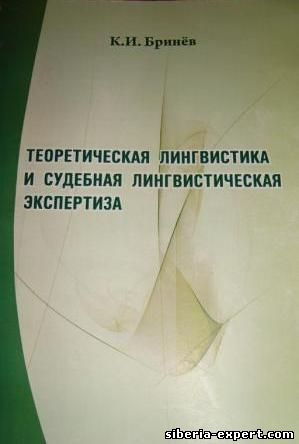 К.И. Бринёв
ТЕОРЕТИЧЕСКАЯ ЛИНГВИСТИКА
И СУДЕБНАЯ ЛИНГВИСТИЧЕСКАЯ
ЭКСПЕРТИЗА
siberia-expert.com